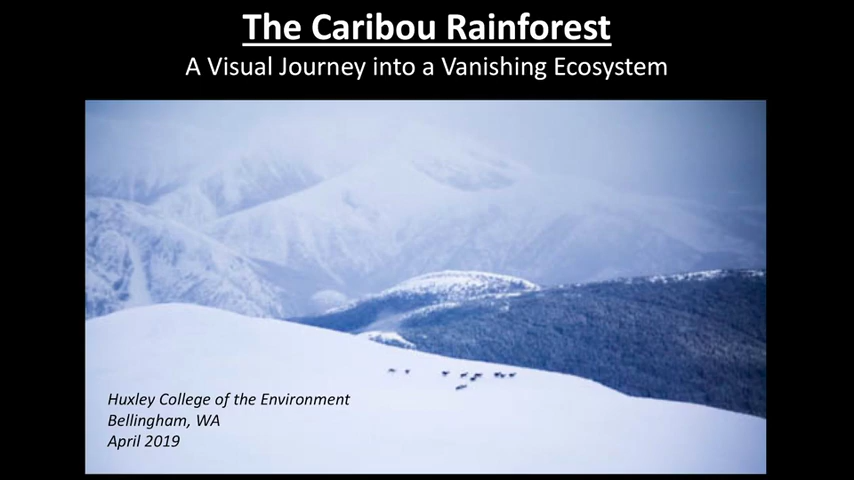 The Caribou Rainforest
A Visual Journey into a Vanishing Ecosystem
Huxley College of the Environment
Bellingham, WA
April 2019